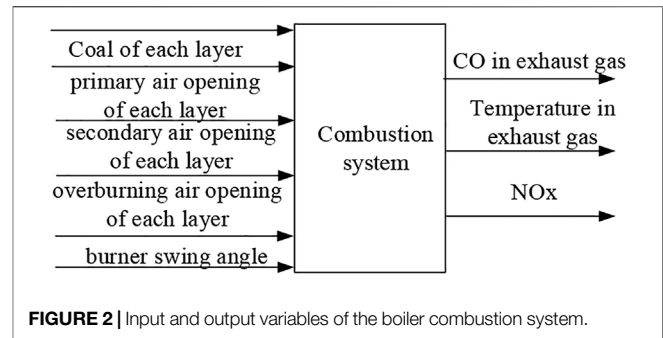 Coal of each layer
primary air opening
of each layer
secondary air opening
of each layer
overburning air opening
of each layer
burner swing angle
Combustion
system
CO in exhaust gas
Temperature in
exhaust gas
NOx
FIGURE 2 | Input and output variables of the boiler combustion system.